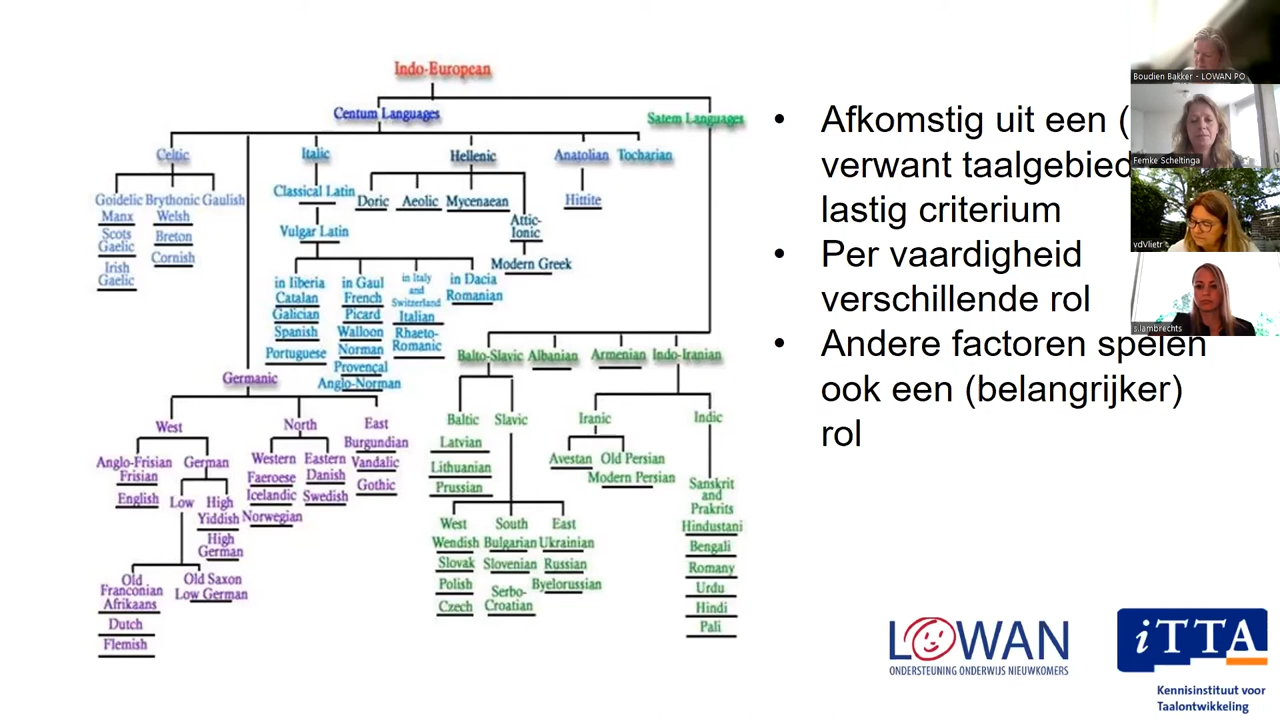 Indo-European
Centum Languages
Satem Languages
Celtic
Italic
Hellenic
Anatolian
Tocharian
Goidelic
Brythonic
Gaulish
Manx
Scots
Gaelic
Irish
Gaelic
Welsh
Breton
Cornish
Classical Latin
Vulgar Latin
in Iberia
Catalan
Galician
Spanish
Portuguese
in Gaul
French
Picard
Walloon
Norman
Provençal
Anglo-Norman
in Italy
and
Switzerland
Italian
Rhaeto-
Romanic
in Dacia
Romanian
Doric
Aeolic
Mycenaean
Attic-
Ionic
Modern Greek
Hittite
Germanic
West
North
East
Anglo-Frisian
Frisian
English
German
Low
High
Yiddish
High
German
Old
Franconian
Afrikaans
Dutch
Flemish
Old Saxon
Low German
Western
Faeroese
Icelandic
Norwegian
Eastern
Danish
Swedish
Burgundian
Vandalic
Gothic
Balto-Slavic
Albanian
Armenian
Indo-Iranian
Baltic
Slavic
Latvian
Lithuanian
Prussian
West
Wendish
Slovak
Polish
Czech
South
Bulgarian
Slovenian
Serbo-
Croatian
East
Ukrainian
Russian
Byelorussian
Iranic
Indic
Avestan
Old Persian
Modern Persian
Sanskrit
and
Prakrits
Hindustani
Bengali
Romany
Urdu
Hindi
Pali
• Afkomstig uit een (
verwant taalgebied
lastig criterium
• Per vaardigheid
verschillende rol
• Andere factoren spelen
ook een (belangrijker)
rol
Boudien Bakker - LOWAN PO
Femke Scheltinga
vdVlietr
s.lambrechts
LOWAN
ONDERSTEUNING ONDERWIJS NIEUWKOMERS
iTTA
Kennisinstituut voor
Taalontwikkeling